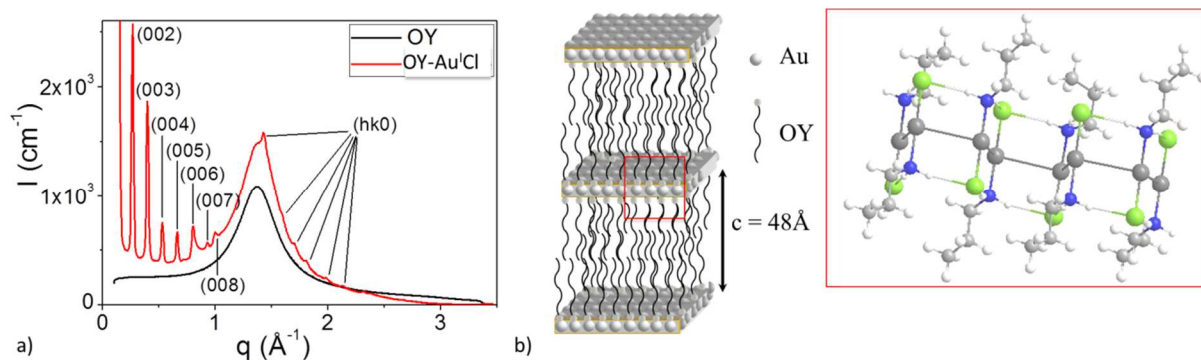 I (cm⁻¹)
2x10³
1x10³
0
(002)
(003)
(004)
(005)
(006)
(007)
(008)
(hk0)
OY
OY-AuᴵCl
0
1
2
3
q (Å⁻¹)
a)
Au
OY
c = 48Å
b)